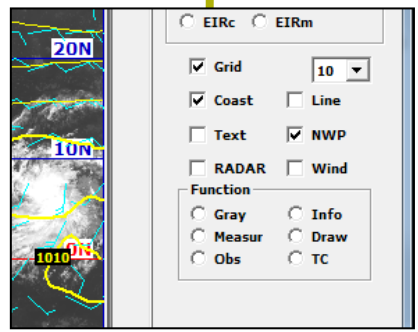 EIRc EIRm
20N
Grid 10
Coast Line
Text NWP
10N
RADAR Wind
Function
Gray Info
Measur Draw
1010 0N
Obs TC